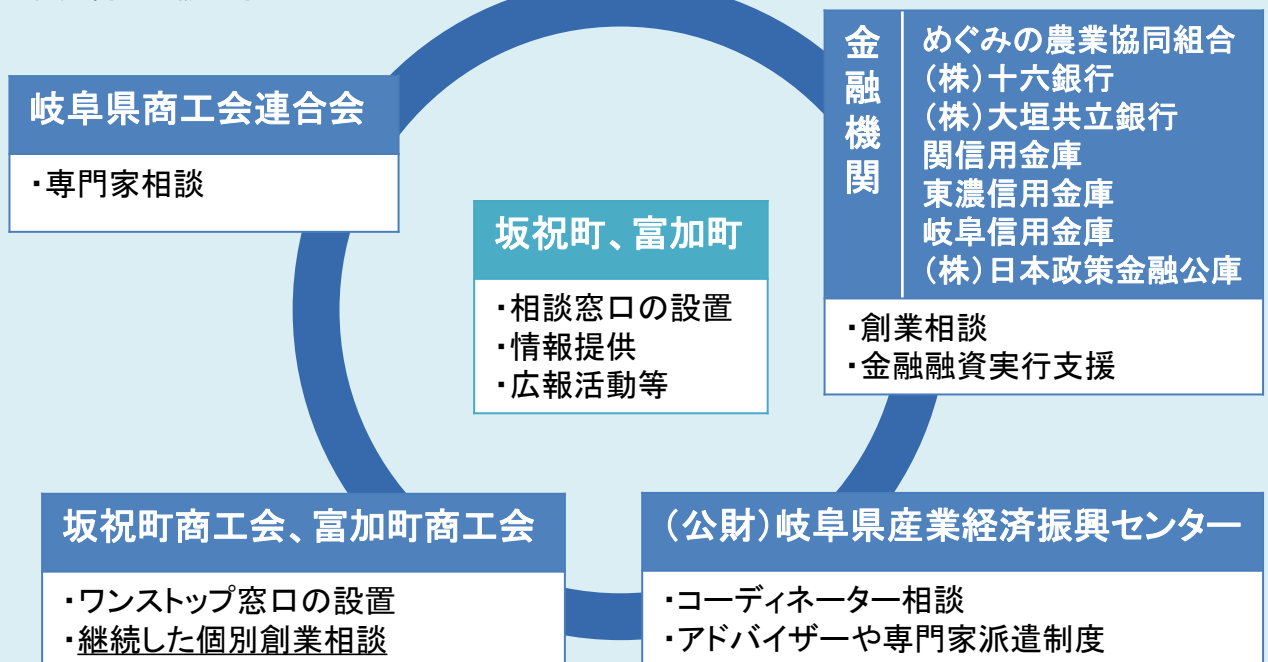 岐阜県商工会連合会
・専門家相談
金融機関
めぐみの農業協同組合
(株)十六銀行
(株)大垣共立銀行
関信用金庫
東濃信用金庫
岐阜信用金庫
(株)日本政策金融公庫
・創業相談
・金融融資実行支援
坂祝町、富加町
・相談窓口の設置
・情報提供
・広報活動等
坂祝町商工会、富加町商工会
・ワンストップ窓口の設置
・継続した個別創業相談
(公財)岐阜県産業経済振興センター
・コーディネーター相談
・アドバイザーや専門家派遣制度